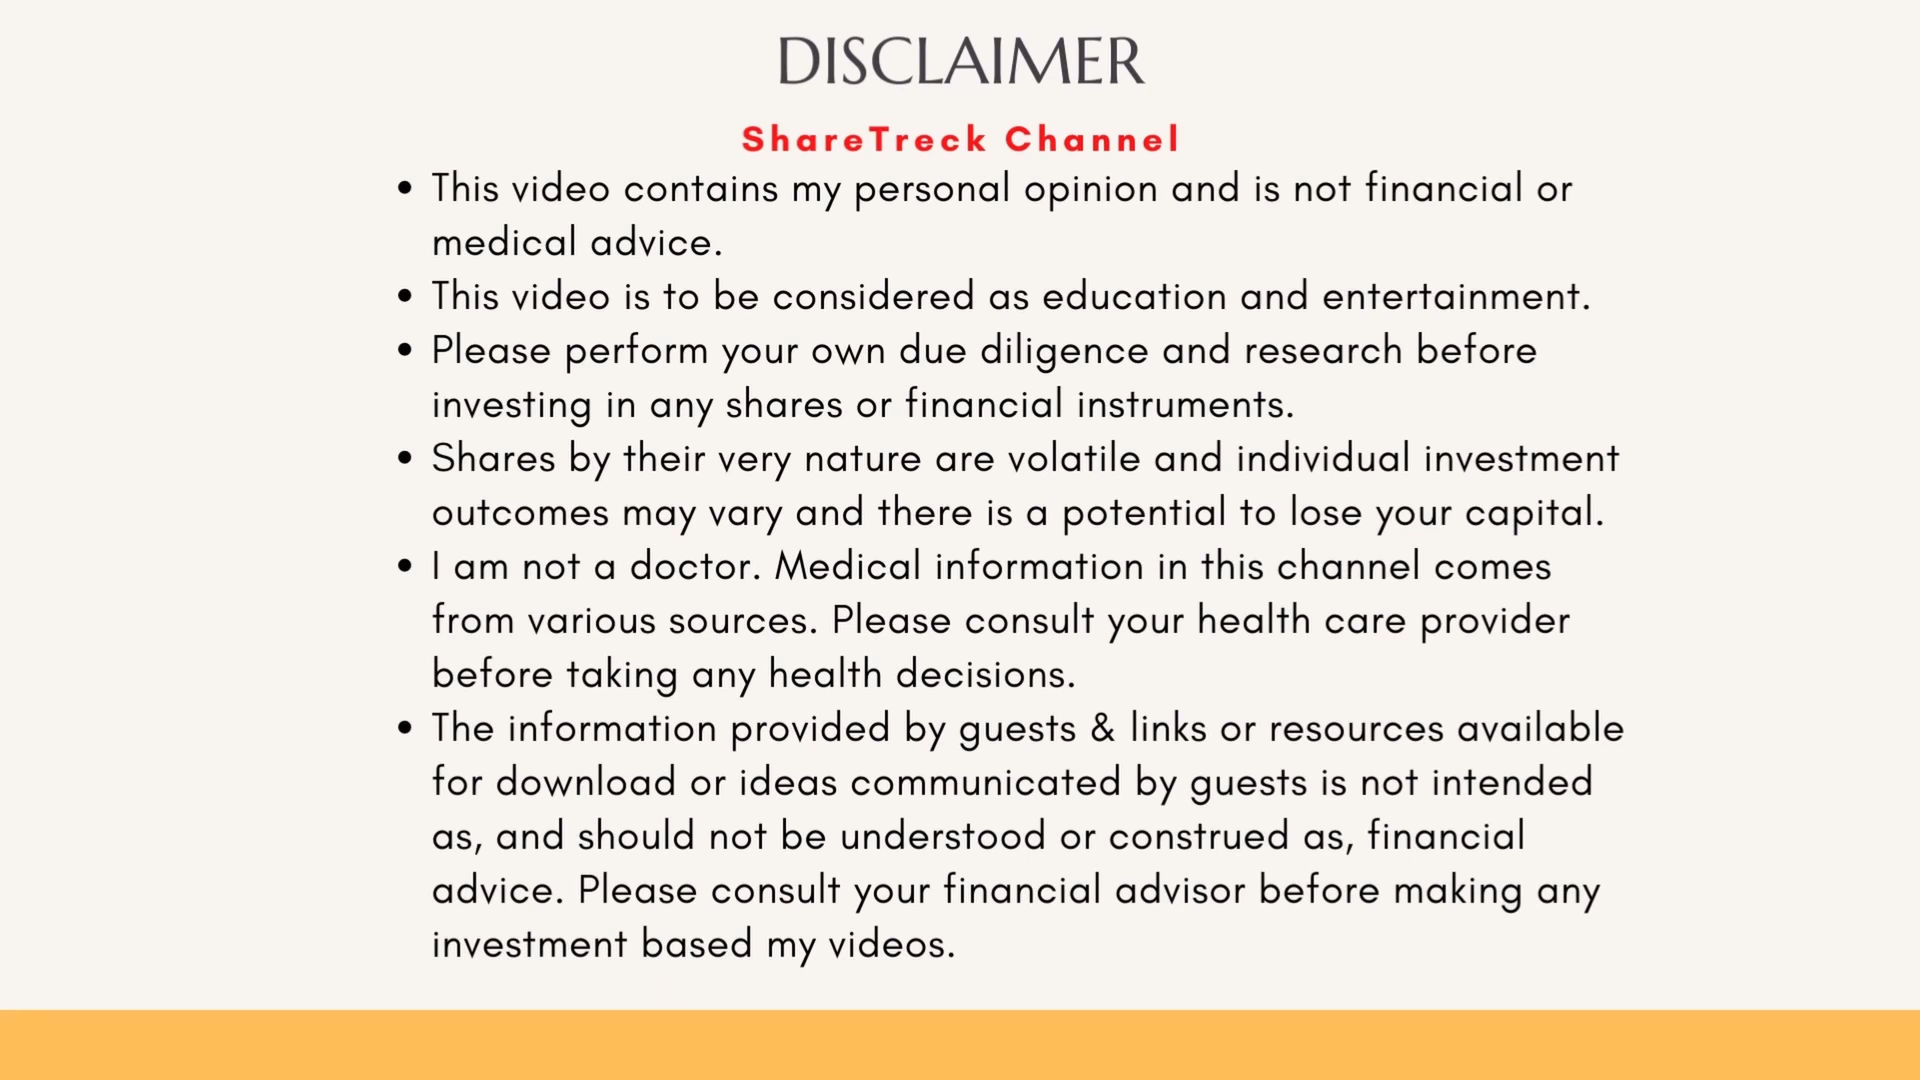 DISCLAIMER
ShareTreck Channel
• This video contains my personal opinion and is not financial or
medical advice.
• This video is to be considered as education and entertainment.
• Please perform your own due diligence and research before
investing in any shares or financial instruments.
• Shares by their very nature are volatile and individual investment
outcomes may vary and there is a potential to lose your capital.
• I am not a doctor. Medical information in this channel comes
from various sources. Please consult your health care provider
before taking any health decisions.
• The information provided by guests & links or resources available
for download or ideas communicated by guests is not intended
as, and should not be understood or construed as, financial
advice. Please consult your financial advisor before making any
investment based my videos.